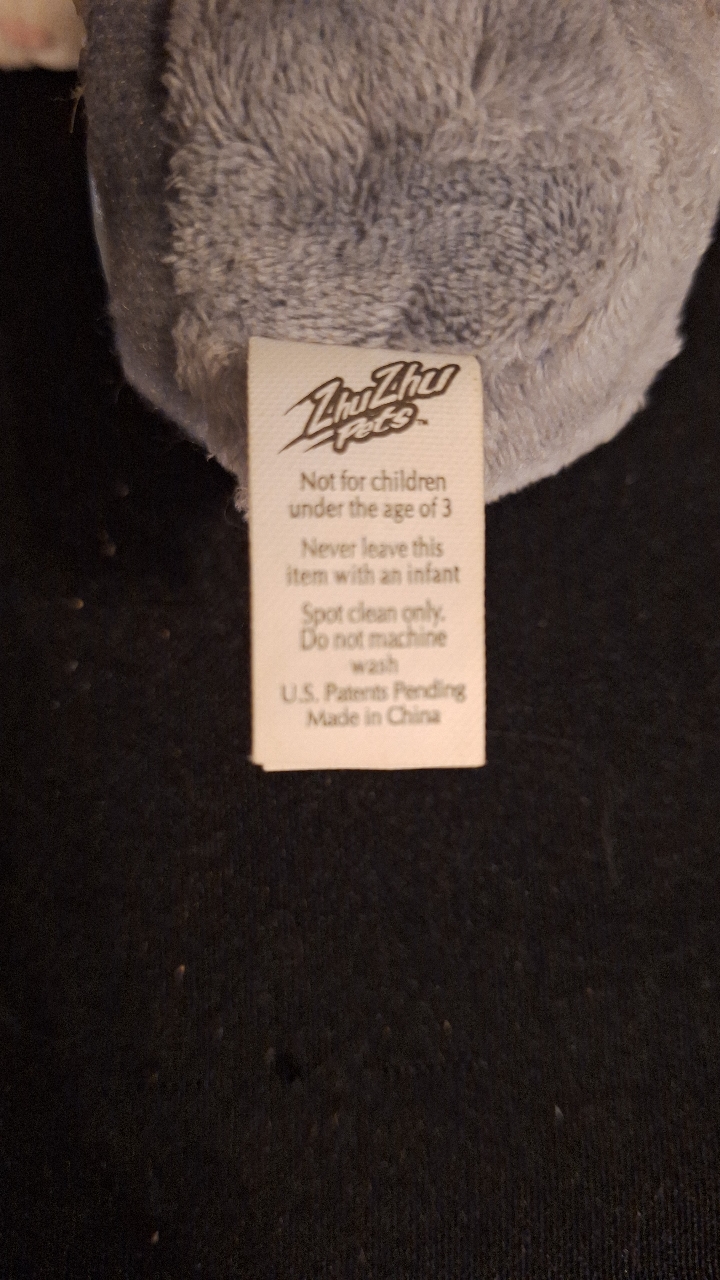 ZhuZhu
Pets™
Not for children
under the age of 3
Never leave this
item with an infant
Spot clean only.
Do not machine
wash
U.S. Patents Pending
Made in China